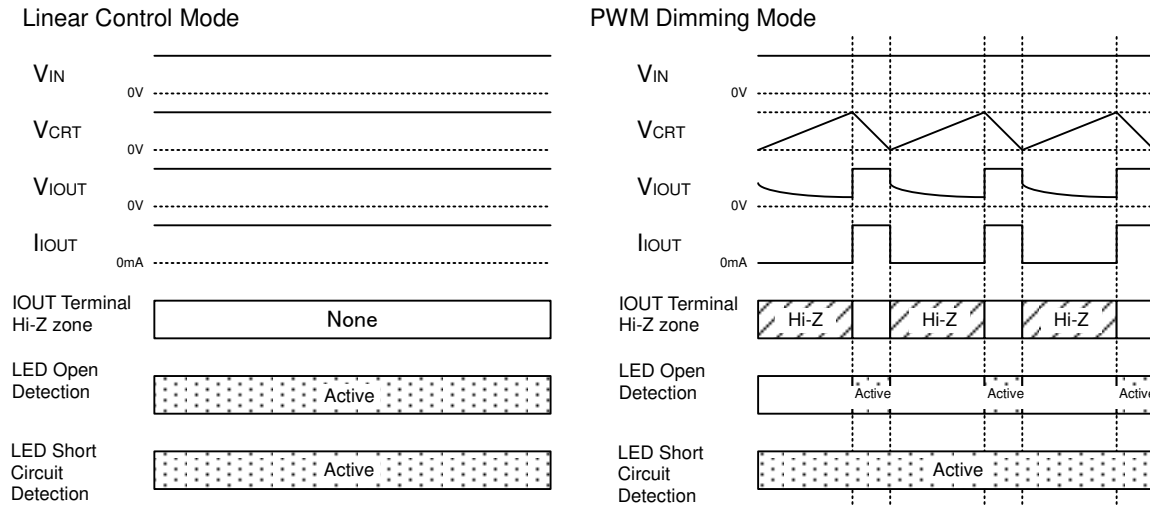 Linear Control Mode
VIN
0V
VCRT
0V
VIOUT
0V
IIOUT
0mA
IOUT Terminal
Hi-Z zone
None
LED Open
Detection
Active
LED Short
Circuit
Detection
Active
PWM Dimming Mode
VIN
0V
VCRT
0V
VIOUT
0V
IIOUT
0mA
IOUT Terminal
Hi-Z zone
Hi-Z Hi-Z Hi-Z
LED Open
Detection
Active Active Active
LED Short
Circuit
Detection
Active